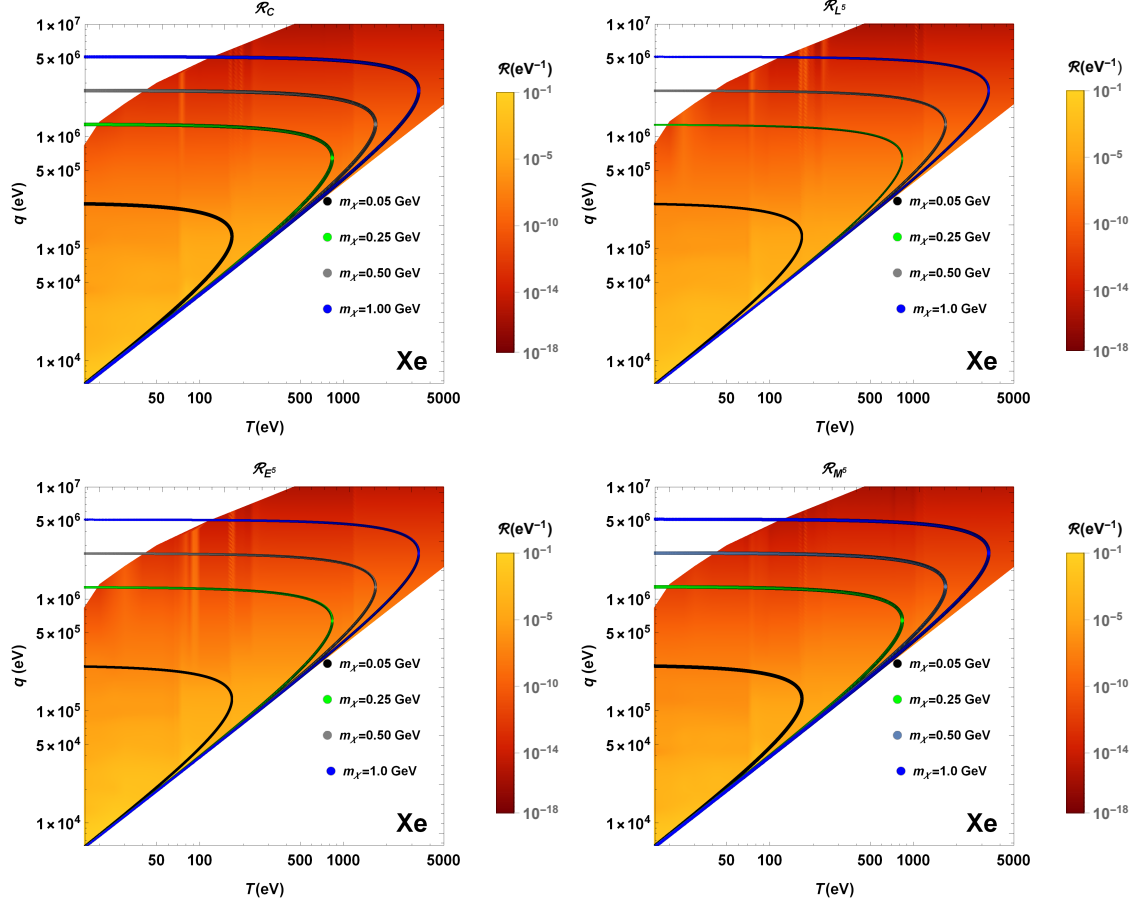 ℛ_C
ℛ(eV⁻¹)
10⁻¹
10⁻⁵
10⁻¹⁰
10⁻¹⁴
10⁻¹⁸
1×10⁷
5×10⁶
1×10⁶
5×10⁵
1×10⁵
5×10⁴
1×10⁴
q (eV)
m_χ=0.05 GeV
m_χ=0.25 GeV
m_χ=0.50 GeV
m_χ=1.00 GeV
Xe
50 100 500 1000 5000
T(eV)
ℛ_L⁵
ℛ(eV⁻¹)
10⁻¹
10⁻⁵
10⁻¹⁰
10⁻¹⁴
10⁻¹⁸
1×10⁷
5×10⁶
1×10⁶
5×10⁵
1×10⁵
5×10⁴
1×10⁴
q (eV)
m_χ=0.05 GeV
m_χ=0.25 GeV
m_χ=0.50 GeV
m_χ=1.0 GeV
Xe
50 100 500 1000 5000
T(eV)
ℛ_E⁵
ℛ(eV⁻¹)
10⁻¹
10⁻⁵
10⁻¹⁰
10⁻¹⁴
10⁻¹⁸
1×10⁷
5×10⁶
1×10⁶
5×10⁵
1×10⁵
5×10⁴
1×10⁴
q (eV)
m_χ=0.05 GeV
m_χ=0.25 GeV
m_χ=0.50 GeV
m_χ=1.0 GeV
Xe
50 100 500 1000 5000
T(eV)
ℛ_M⁵
ℛ(eV⁻¹)
10⁻¹
10⁻⁵
10⁻¹⁰
10⁻¹⁴
10⁻¹⁸
1×10⁷
5×10⁶
1×10⁶
5×10⁵
1×10⁵
5×10⁴
1×10⁴
q (eV)
m_χ=0.05 GeV
m_χ=0.25 GeV
m_χ=0.50 GeV
m_χ=1.0 GeV
Xe
50 100 500 1000 5000
T(eV)